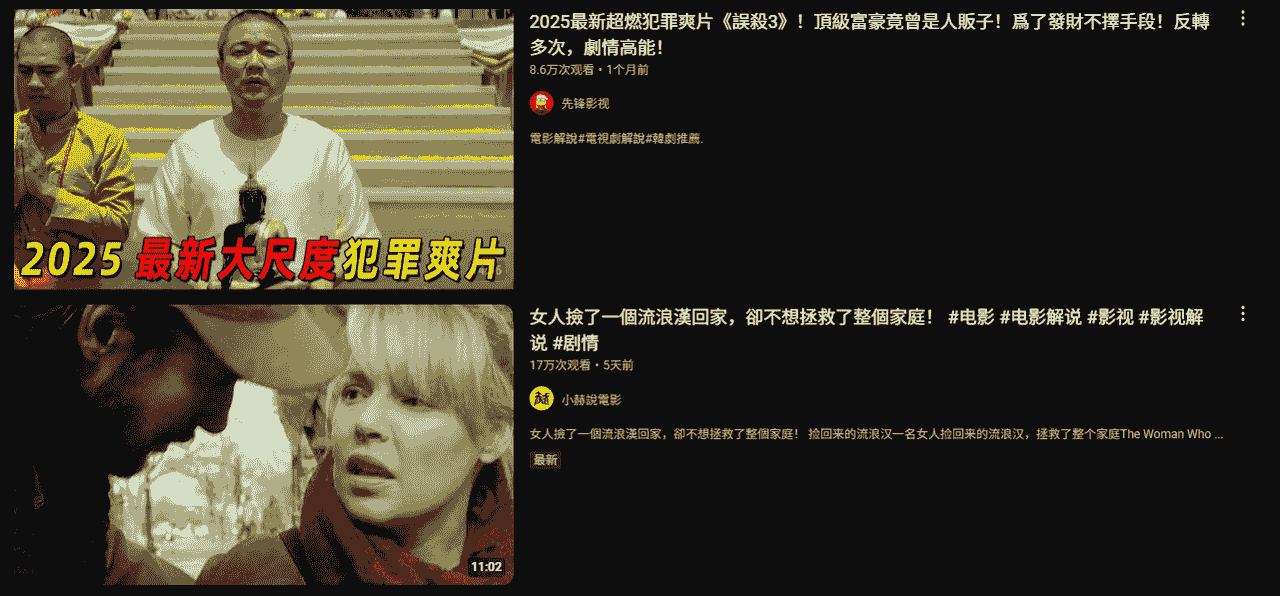 2025最新超燃犯罪爽片《誤殺3》！頂級富豪竟曾是人販子！爲了發財不擇手段！反轉
多次，劇情高能！
8.6万次观看・1个月前
先锋影视
電影解說#電視劇解說#韓劇推薦.
2025 最新大尺度犯罪爽片
女人撿了一個流浪漢回家，卻不想拯救了整個家庭！ #电影 #电影解说 #影视 #影视解
说 #剧情
17万次观看・5天前
小赫說電影
女人撿了一個流浪漢回家，卻不想拯救了整個家庭！ 捡回来的流浪汉一名女人捡回来的流浪汉，拯救了整个家庭The Woman Who ...
最新
11:02